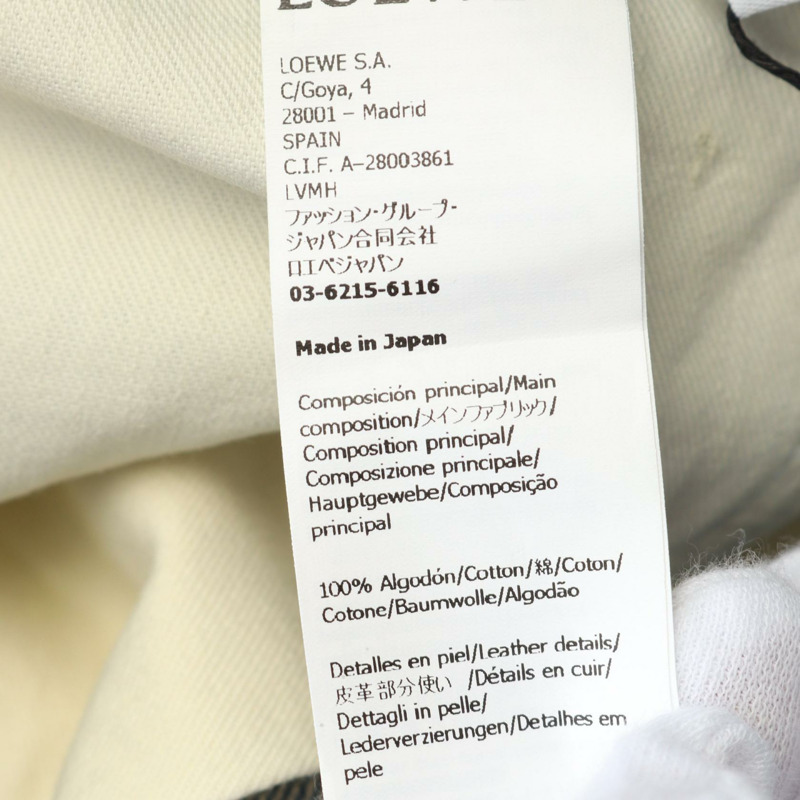 LOEWE
LOEWE S.A.
C/Goya, 4
28001 – Madrid
SPAIN
C.I.F. A–28003861
LVMH
ファッション・グループ・
ジャパン合同会社
ロエベジャパン
03-6215-6116
Made in Japan
Composición principal/Main
composition/メインファブリック/
Composition principal/
Composizione principale/
Hauptgewebe/Composição
principal
100% Algodón/Cotton/綿/Coton/
Cotone/Baumwolle/Algodão
Detalles en piel/Leather details/
皮革部分使い /Détails en cuir/
Dettagli in pelle/
Lederverzierungen/Detalhes em
pele